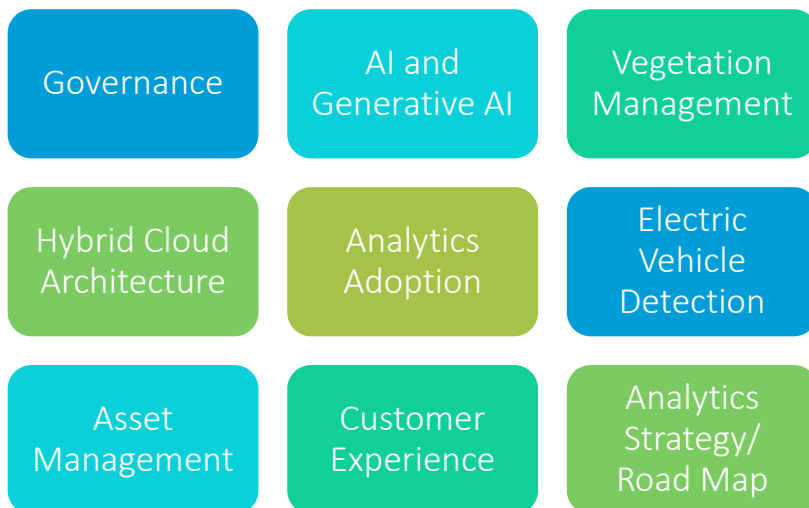 Governance
AI and
Generative AI
Vegetation
Management
Hybrid Cloud
Architecture
Analytics
Adoption
Electric
Vehicle
Detection
Asset
Management
Customer
Experience
Analytics
Strategy/
Road Map